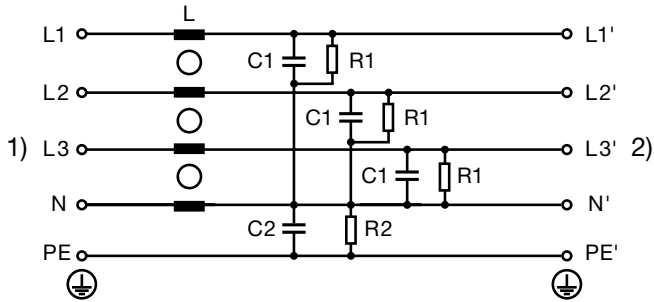 L
L1 L1'
C1 R1
L2 L2'
C1 R1
1) L3 L3' 2)
C1 R1
N N'
C2 R2
PE PE'